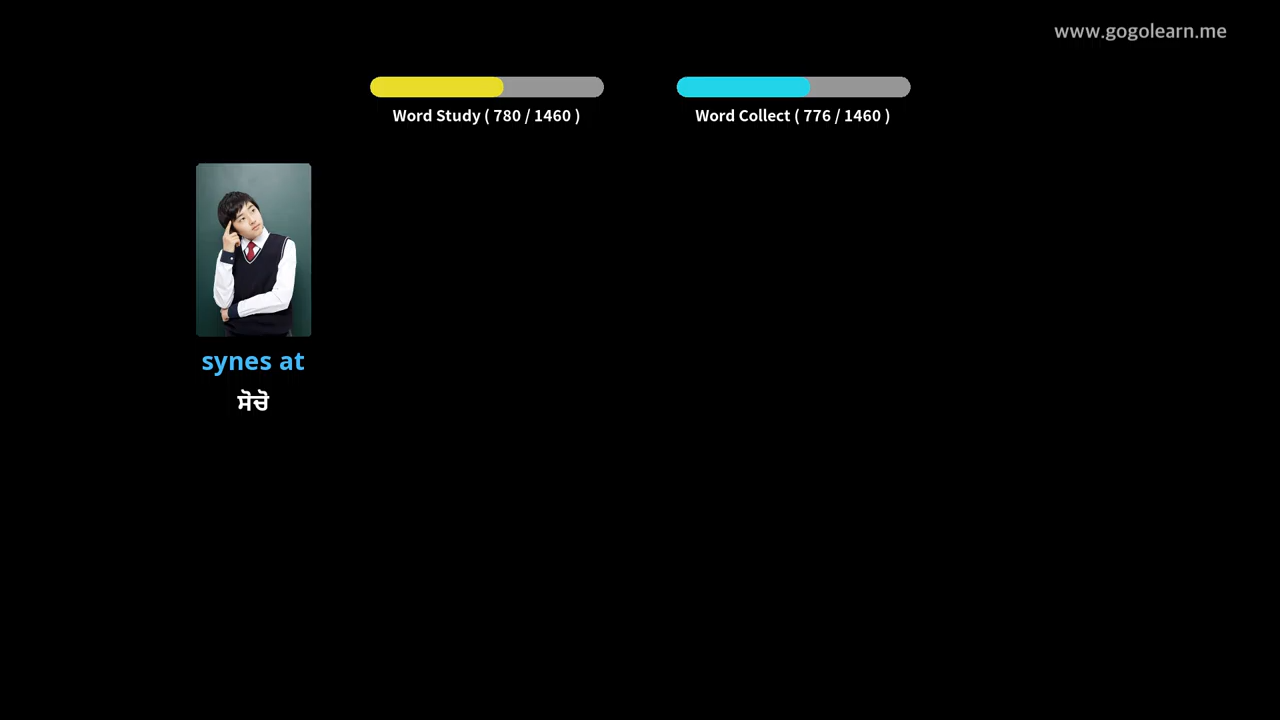 www.gogolearn.me
Word Study ( 780 / 1460 )
Word Collect ( 776 / 1460 )
synes at
ਸੋਚੋ